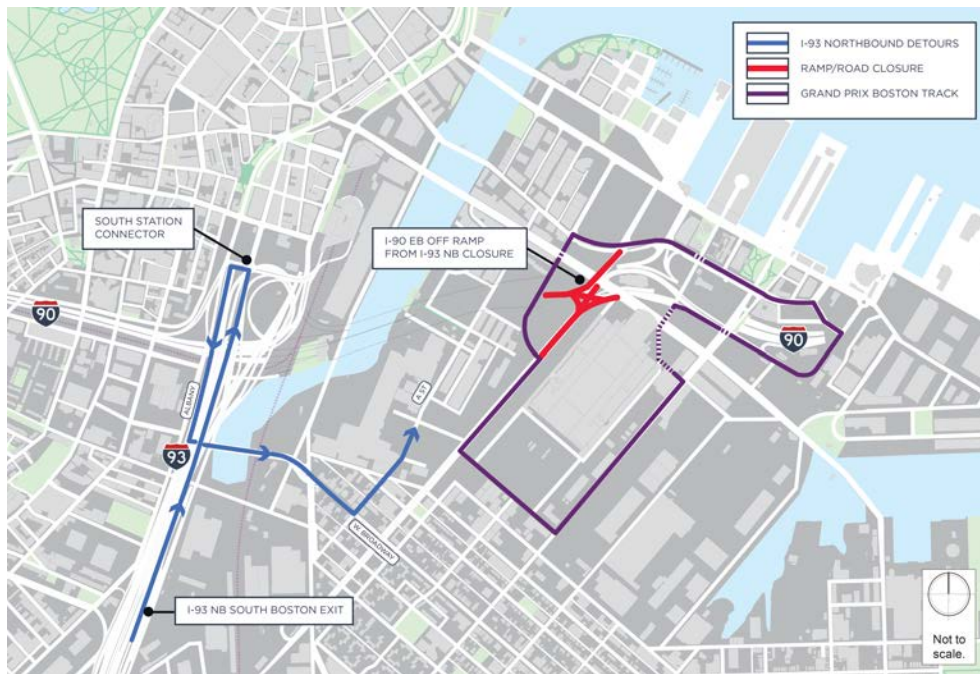 I-93 NORTHBOUND DETOURS
RAMP/ROAD CLOSURE
GRAND PRIX BOSTON TRACK
SOUTH STATION
CONNECTOR
I-90 EB OFF RAMP
FROM I-93 NB CLOSURE
90
90
ALBANY
A ST
93
W BROADWAY
I-93 NB SOUTH BOSTON EXIT
Not to
scale.